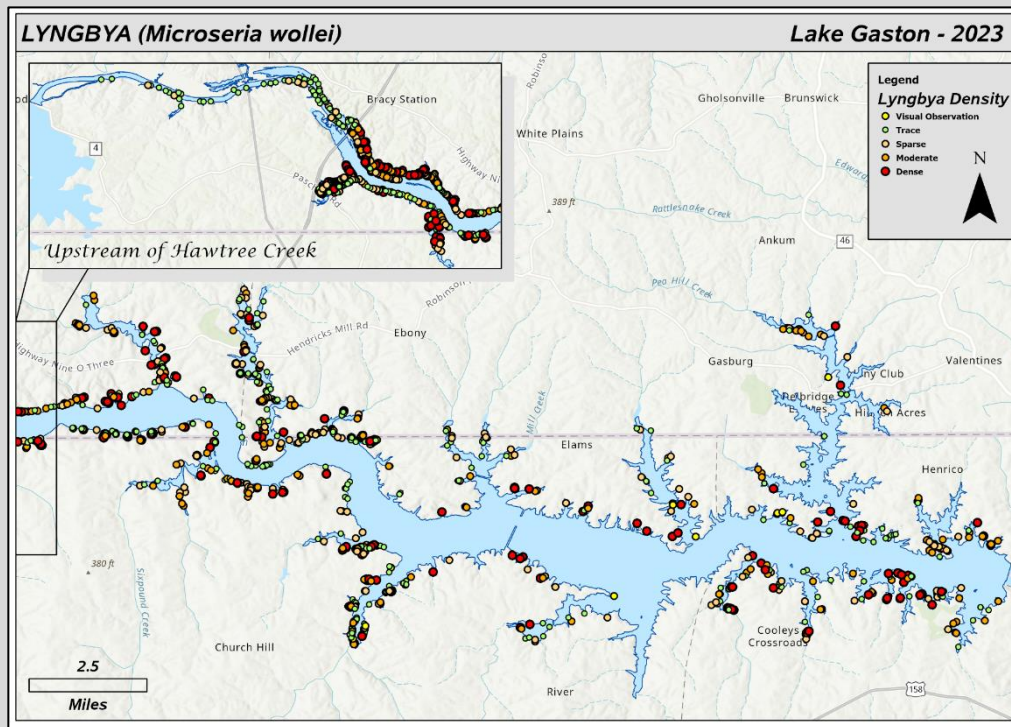 LYNGBYA (Microseria wollei)
Lake Gaston - 2023
Legend
Lyngbya Density
Visual Observation
Trace
Sparse
Moderate
Dense
N
Bracy Station
4
Upstream of Hawtree Creek
Gholsonville
Brunswick
White Plains
389 ft
Rattlesnake Creek
Ankum
46
Pea Hill Creek
Hendricks Mill Rd
Ebony
Highway Nine O Three
Gasburg
Valentines
Mill Creek
Elams
Henrico
380 ft
Sixpound Creek
Church Hill
Cooleys
Crossroads
River
158
2.5
Miles